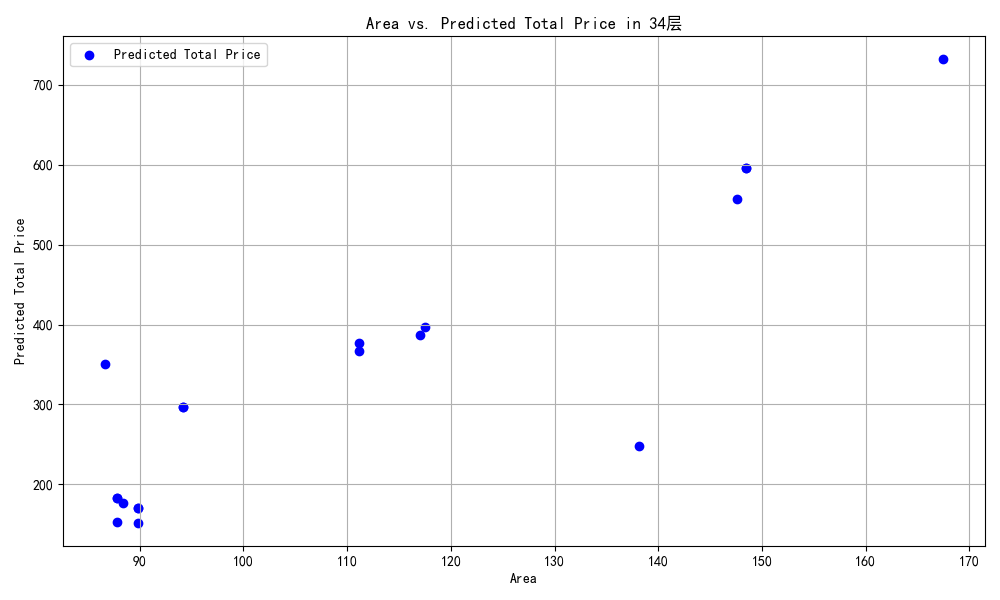 Area vs. Predicted Total Price in 34层
Predicted Total Price
Predicted Total Price
700
600
500
400
300
200
90 100 110 120 130 140 150 160 170
Area